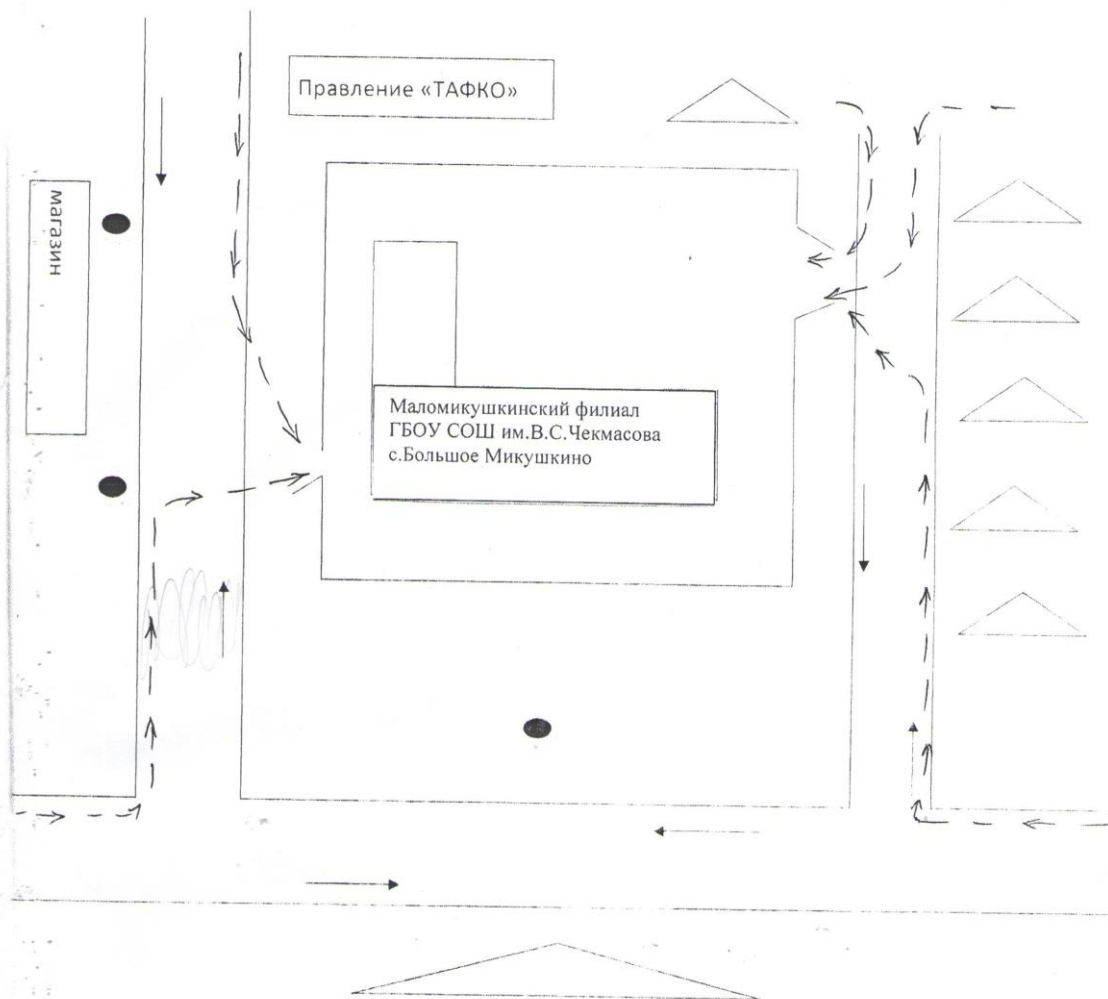 Правление «ТАФКО»
магазин
Маломикушкинский филиал
ГБОУ СОШ им.В.С.Чекмасова
с.Большое Микушкино